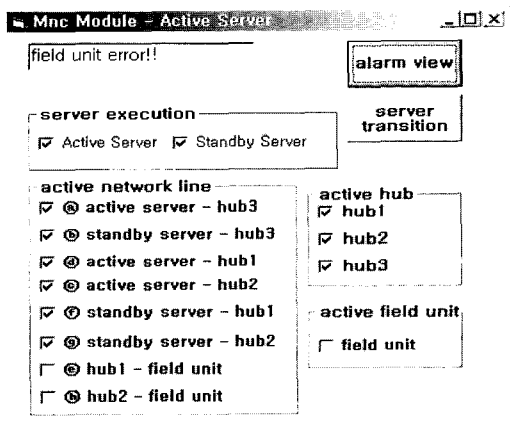 Mnc Module - Active Server
field unit error!!
alarm view
server transition
server execution
Active Server
Standby Server
active network line
ⓐ active server - hub3
ⓑ standby server - hub3
ⓓ active server - hub1
ⓒ active server - hub2
ⓕ standby server - hub1
ⓖ standby server - hub2
ⓔ hub1 - field unit
ⓗ hub2 - field unit
active hub
hub1
hub2
hub3
active field unit
field unit